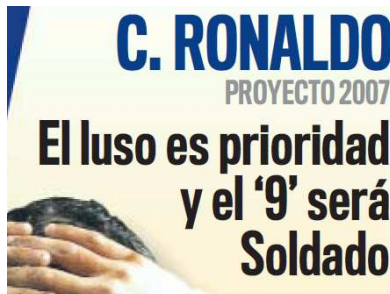 C. RONALDO
PROYECTO 2007
El luso es prioridad
y el ‘9’ será
Soldado